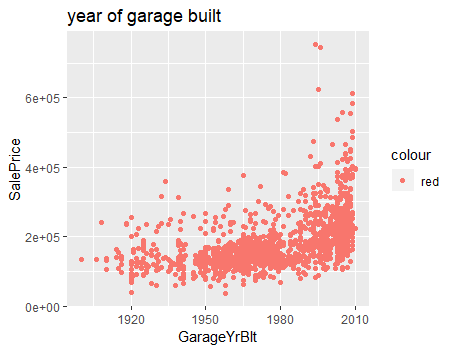 year of garage built
SalePrice
6e+05
4e+05
2e+05
0e+00
1920
1950
1980
2010
GarageYrBlt
colour
red